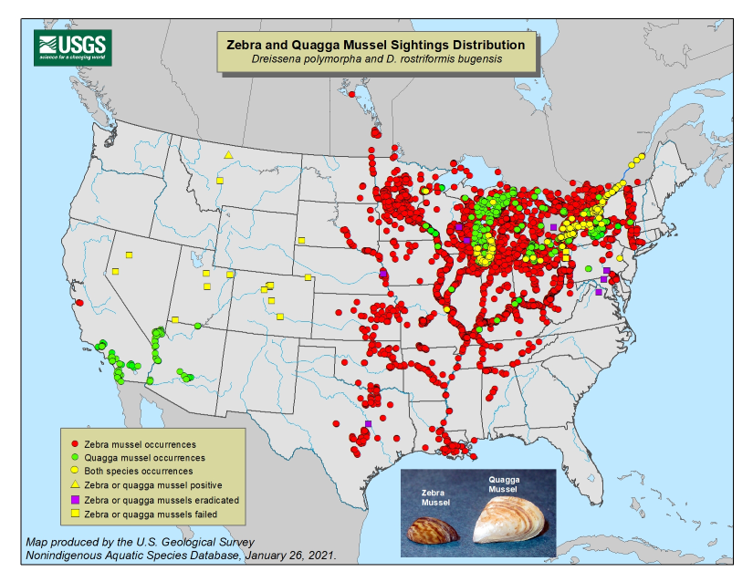 USGS
science for a changing world
Zebra and Quagga Mussel Sightings Distribution
Dreissena polymorpha and D. rostriformis bugensis
Zebra mussel occurrences
Quagga mussel occurrences
Both species occurrences
Zebra or quagga mussel positive
Zebra or quagga mussels eradicated
Zebra or quagga mussels failed
Zebra
Mussel
Quagga
Mussel
Map produced by the U.S. Geological Survey
Nonindigenous Aquatic Species Database, January 26, 2021.